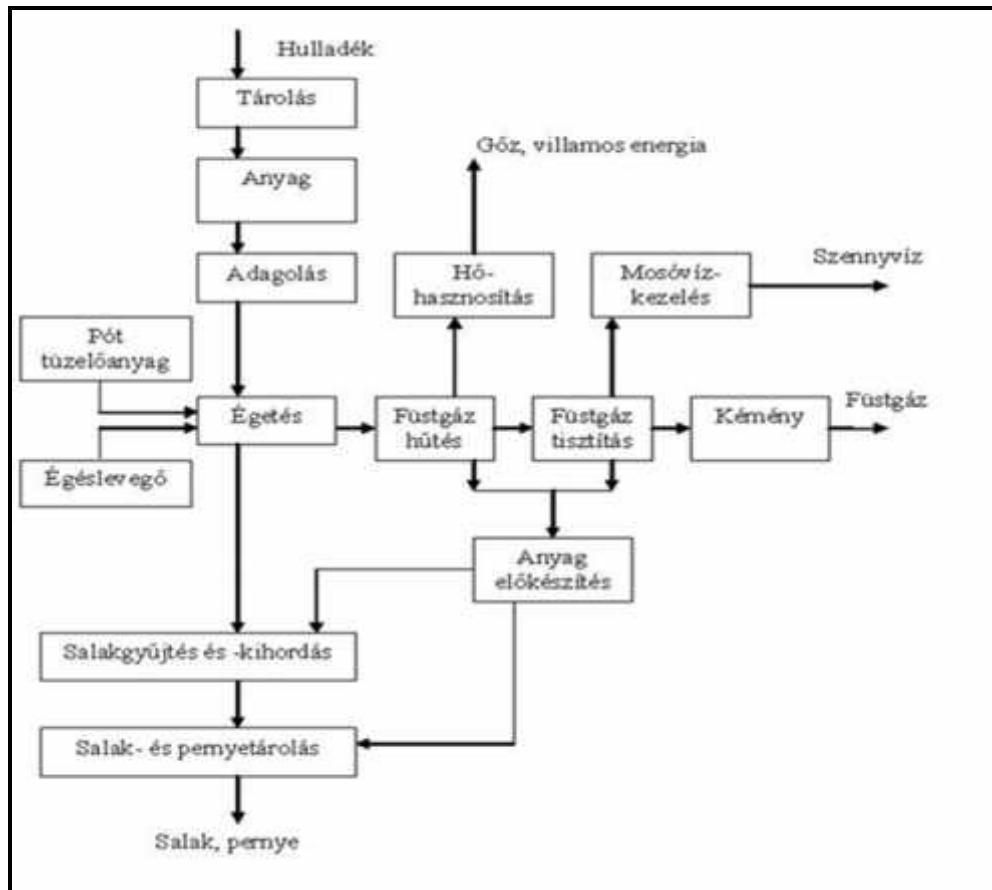 Hulladék
Tárolás
Anyag
Gőz, villamos energia
Adagolás
Hő-
hasznosítás
Mosóvíz-
kezelés
Szennyvíz
Pót
tüzelőanyag
Égetés
Füstgáz
hűtés
Füstgáz
tisztítás
Kémény
Füstgáz
Égéslevegő
Anyag
előkészítés
Salakgyűjtés és -kihordás
Salak- és pernyetárolás
Salak, pernye